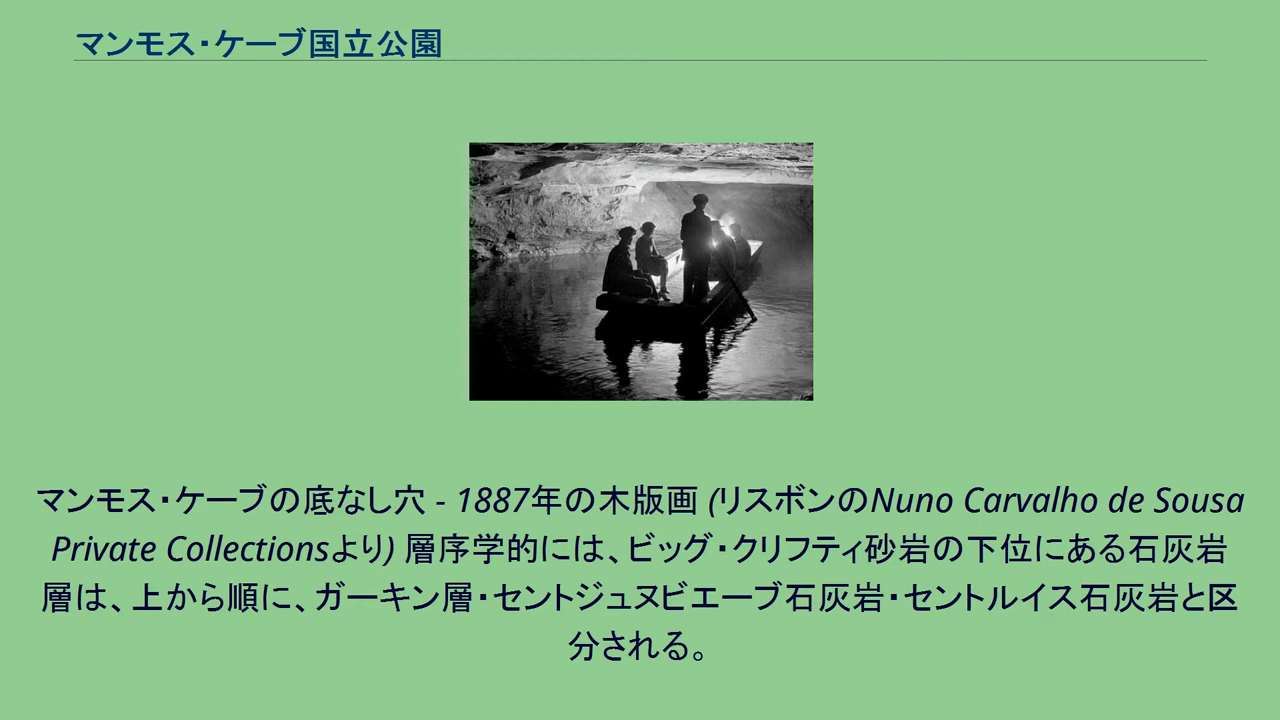 マンモス・ケーブ国立公園
マンモス・ケーブの底なし穴 - 1887年の木版画 (リスボンのNuno Carvalho de Sousa
Private Collectionsより) 層序学的には、ビッグ・クリフティ砂岩の下位にある石灰岩
層は、上から順に、ガーキン層・セントジュヌビエーブ石灰岩・セントルイス石灰岩と区
分される。